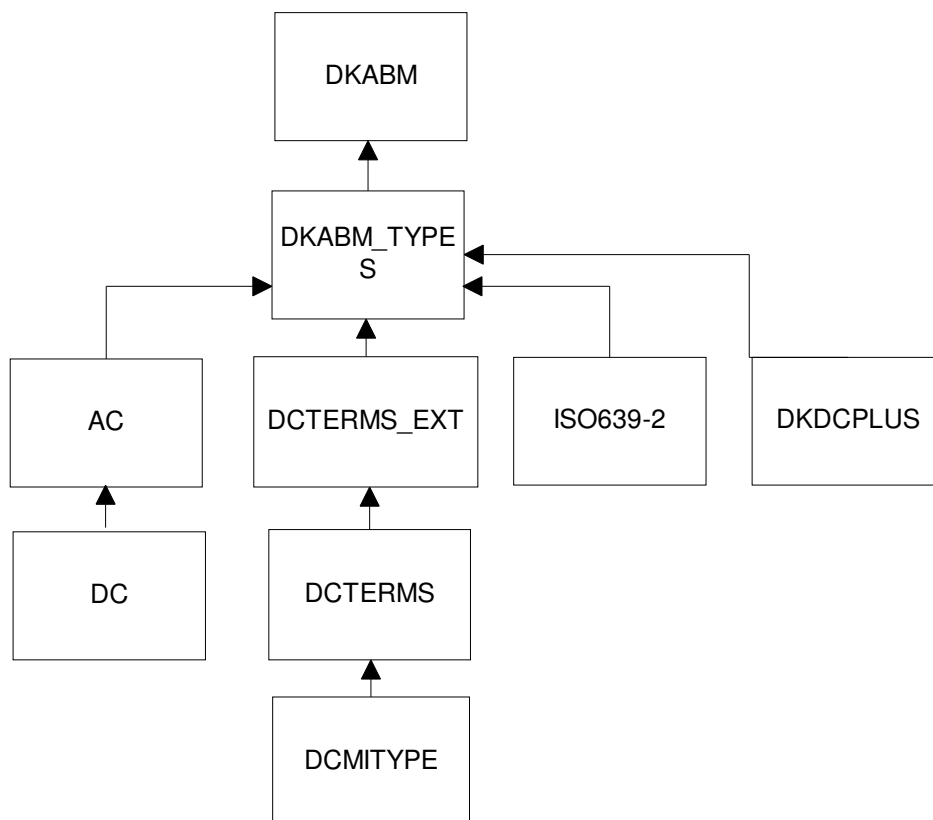 DKABM
DKABM_TYPE
S
AC
DCTERMS_EXT
ISO639-2
DKDCPLUS
DC
DCTERMS
DCMITYPE